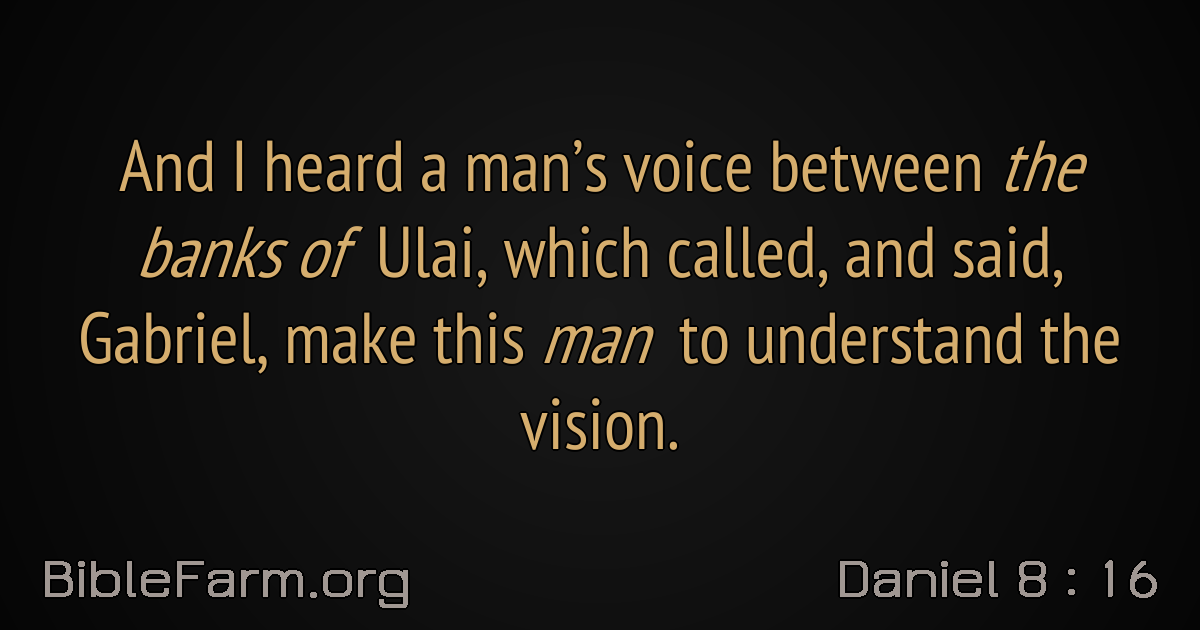 And I heard a man’s voice between the
banks of Ulai, which called, and said,
Gabriel, make this man to understand the
vision.
BibleFarm.org
Daniel 8 : 16